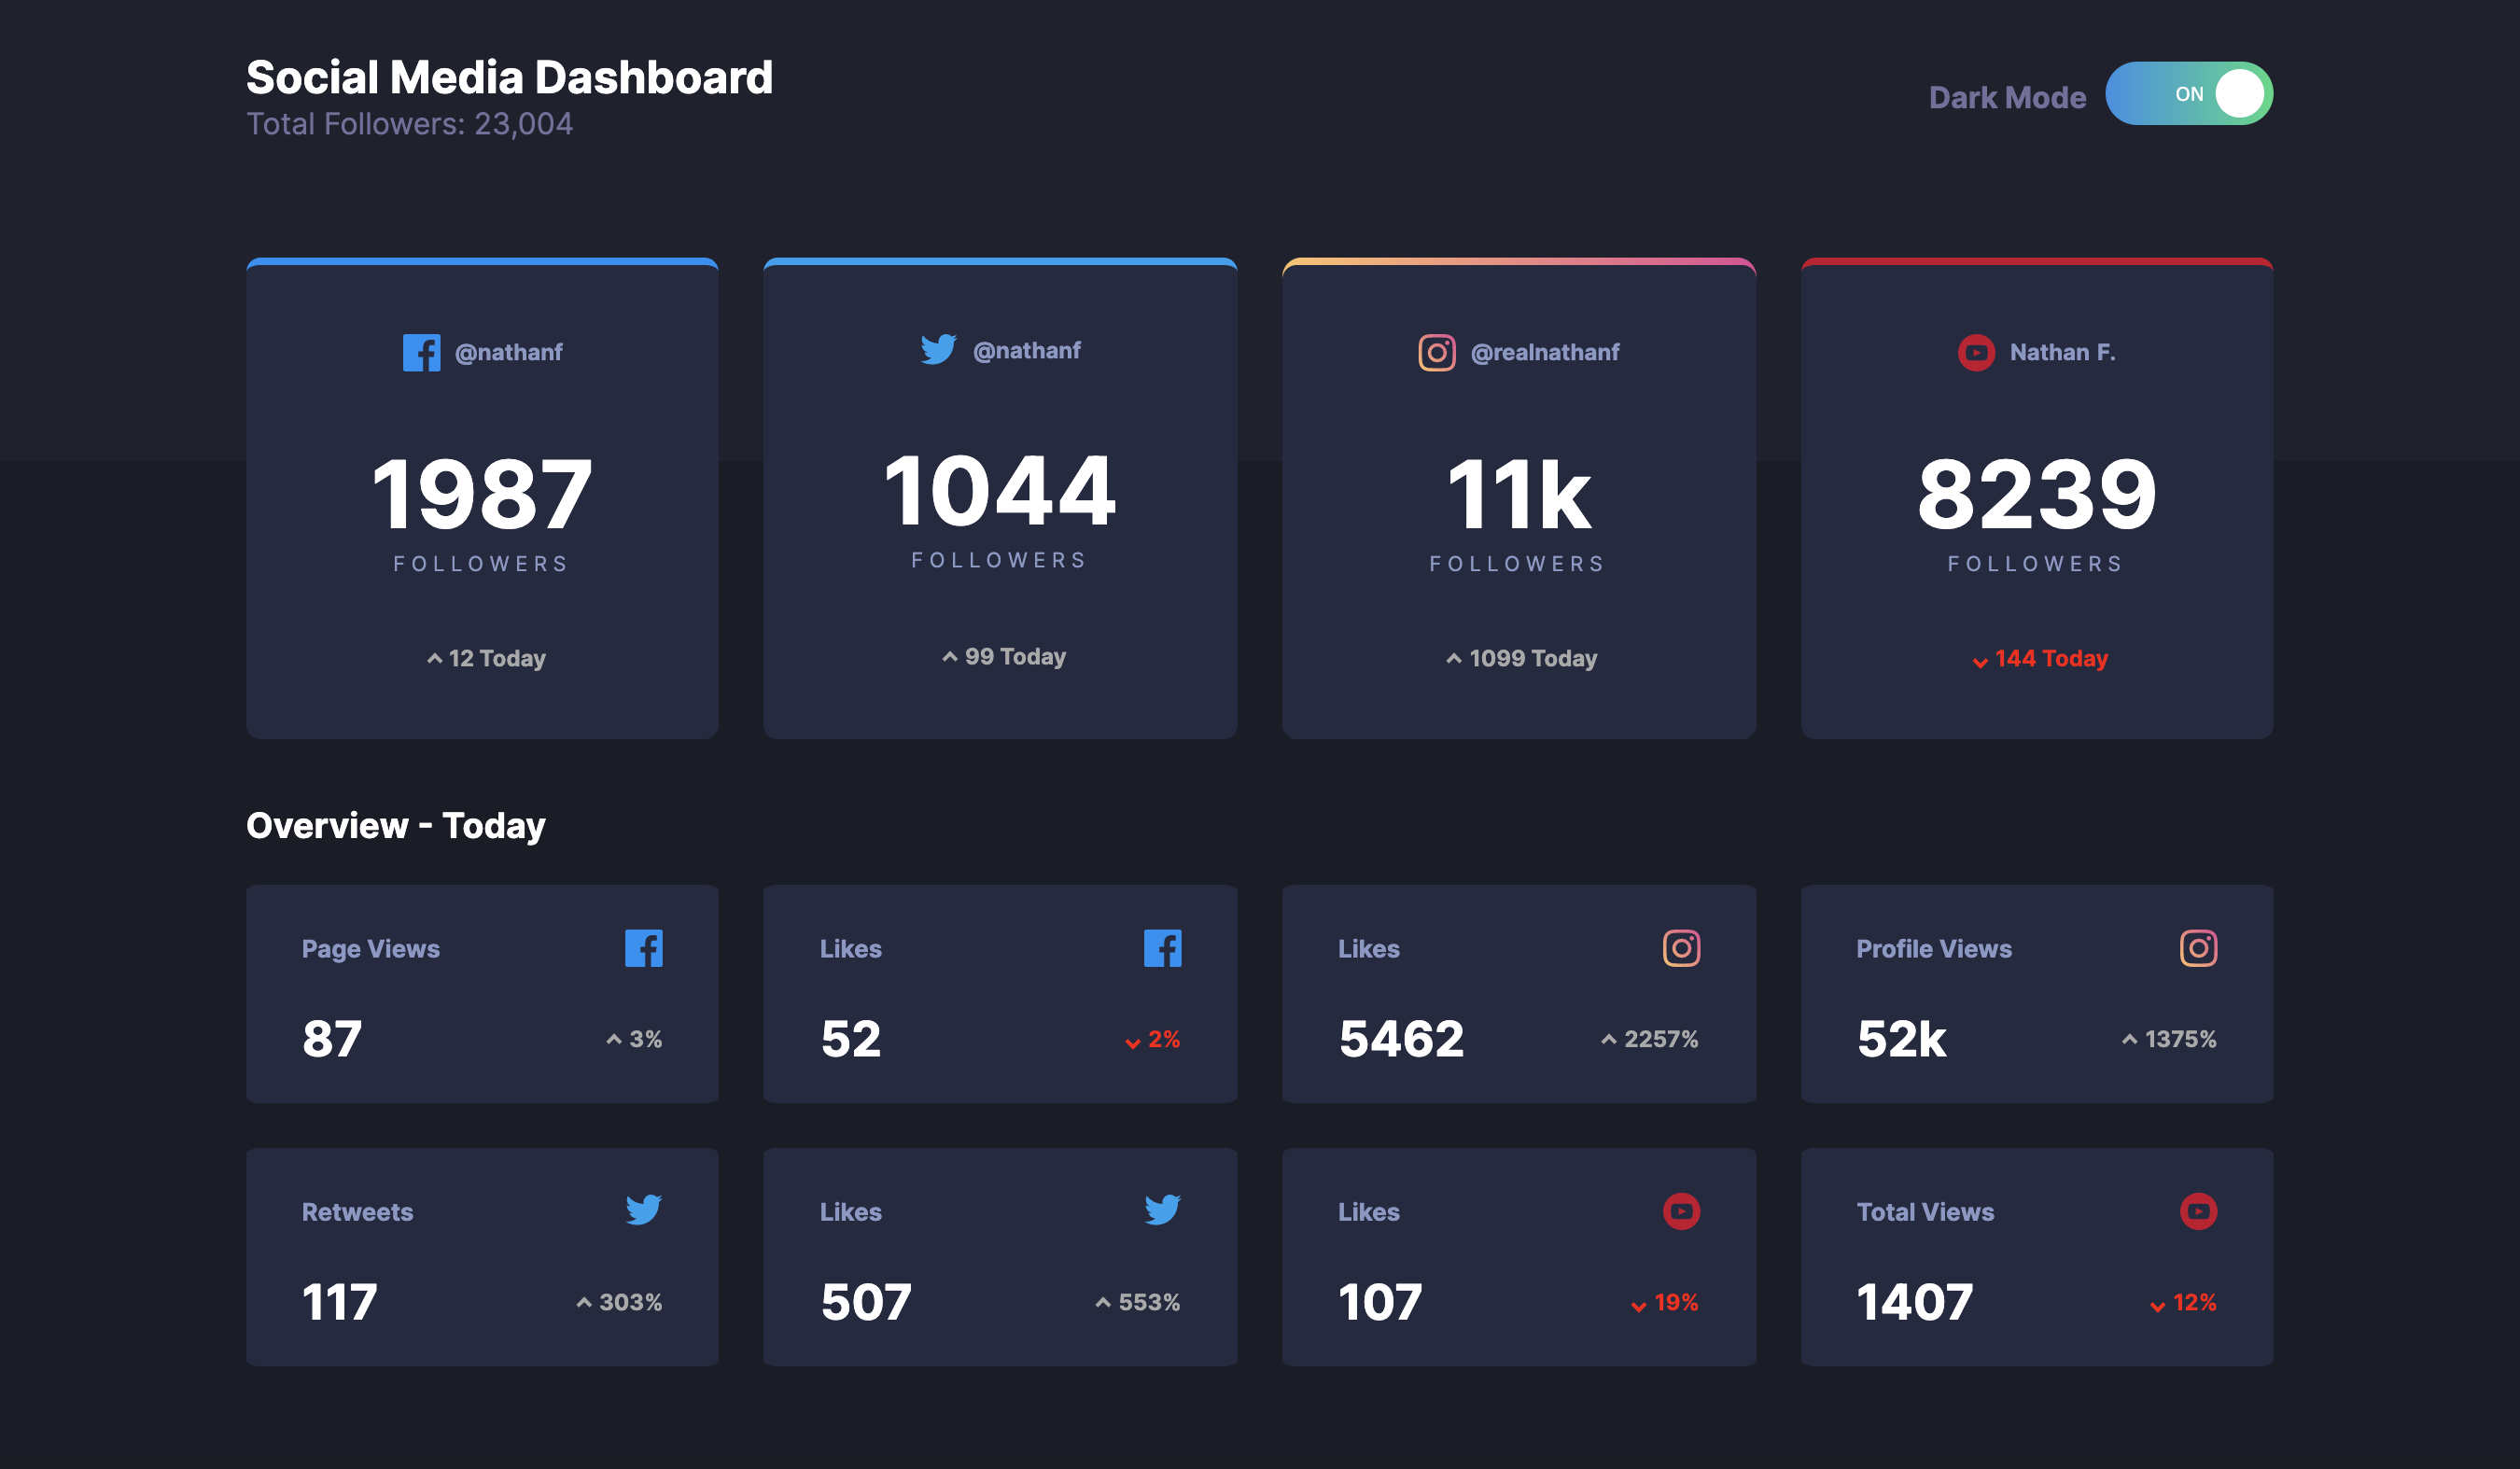 Social Media Dashboard
Total Followers: 23,004
Dark Mode
ON
@nathanf
1987
FOLLOWERS
12 Today
@nathanf
1044
FOLLOWERS
99 Today
@realnathanf
11k
FOLLOWERS
1099 Today
Nathan F.
8239
FOLLOWERS
144 Today
Overview - Today
Page Views
87
3%
Likes
52
2%
Likes
5462
2257%
Profile Views
52k
1375%
Retweets
117
303%
Likes
507
553%
Likes
107
19%
Total Views
1407
12%